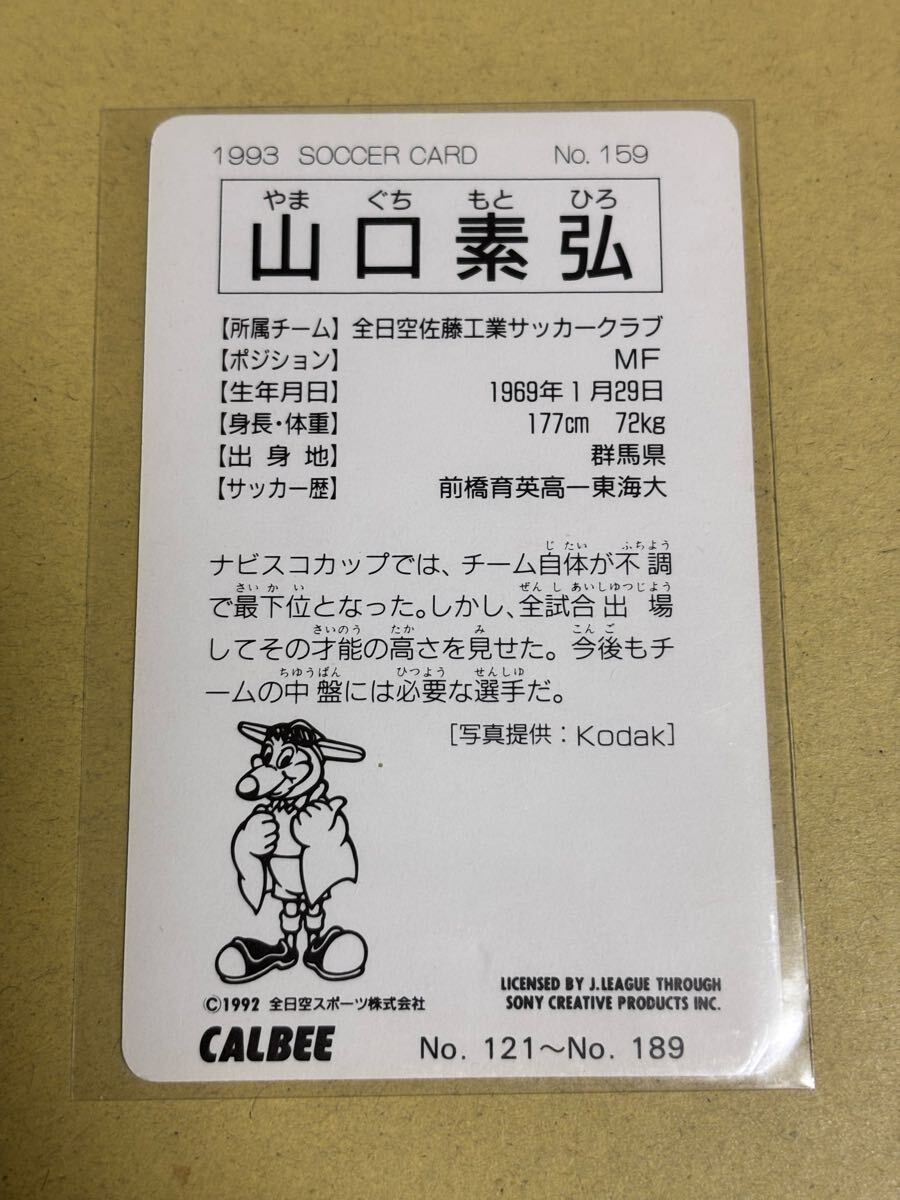 1993 SOCCER CARD No. 159
やま ぐち もと ひろ
山口素弘
【所属チーム】全日空佐藤工業サッカークラブ
【ポジション】 MF
【生年月日】 1969年1月29日
【身長・体重】 177cm 72kg
【出身地】 群馬県
【サッカー歴】 前橋育英高ー東海大
じたい ふちよう
ナビスコカップでは、チーム自体が不調
さいかい ぜんしあいしゆつじよう
で最下位となった。しかし、全試合出場
さいのう たか み こんご
してその才能の高さを見せた。今後もチ
ちゆうばん ひつよう せんしゆ
ームの中盤には必要な選手だ。
[写真提供：Kodak]
LICENSED BY J.LEAGUE THROUGH
©1992 全日空スポーツ株式会社 SONY CREATIVE PRODUCTS INC.
CALBEE No. 121～No. 189